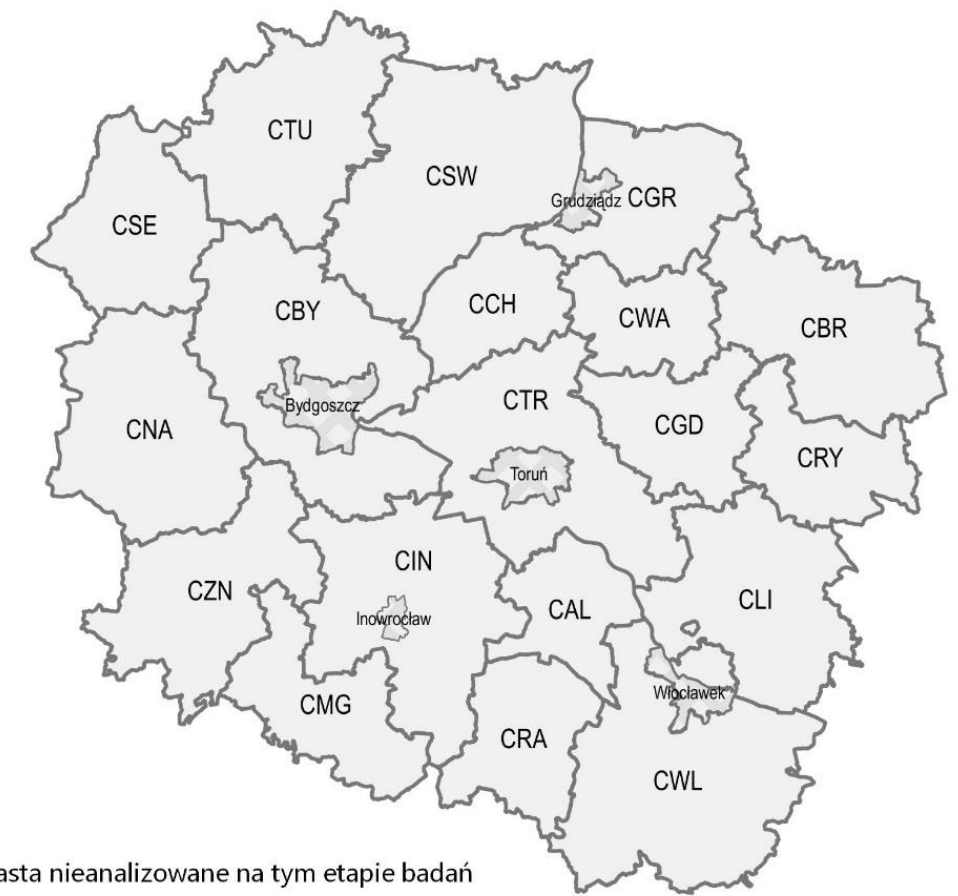 CTU
CSW
Grudziądz
CGR
CSE
CBY
CCH
CWA
CBR
CNA
Bydgoszcz
CTR
CGD
CRY
Toruń
CIN
CZN
Inowrocław
CAL
CLI
CMG
Włocławek
CRA
CWL
asta nieanalizowane na tym etapie badań